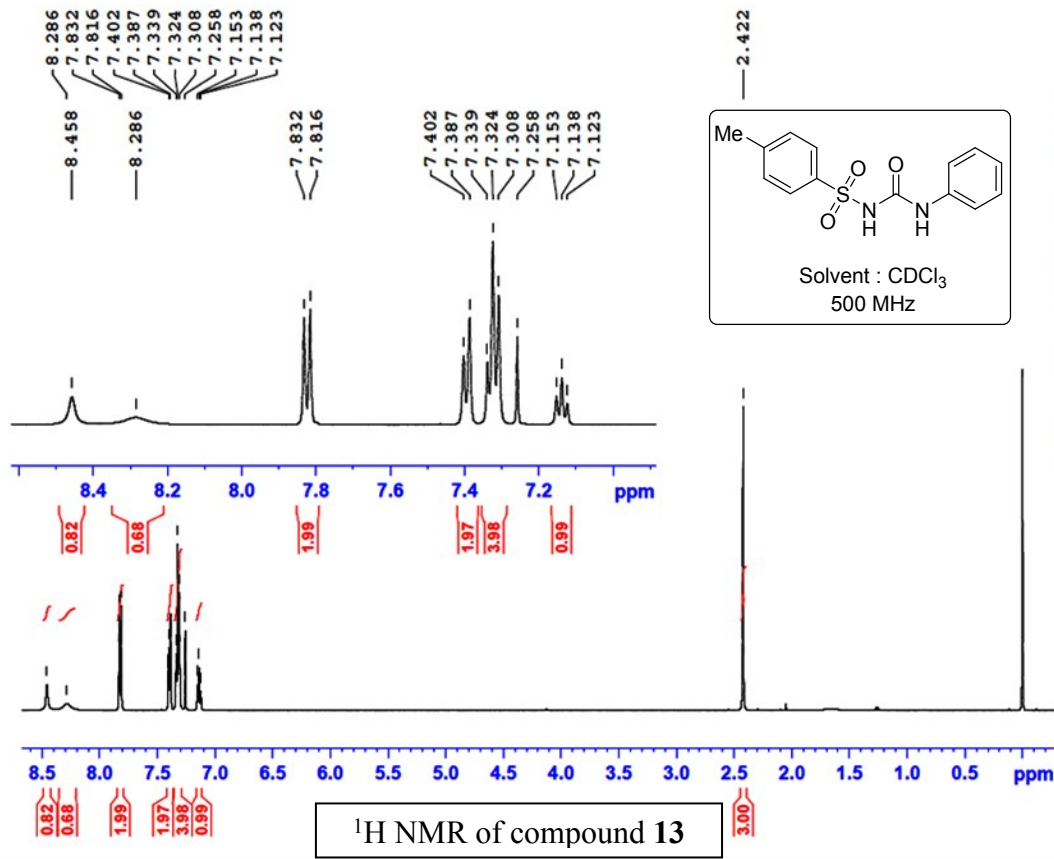 8.286
7.832
7.816
7.402
7.387
7.339
7.324
7.308
7.258
7.153
7.138
7.123
2.422
8.458
8.286
7.832
7.816
7.402
7.387
7.339
7.324
7.308
7.258
7.153
7.138
7.123
Me
O
O
S
O
N
H
N
H
Solvent : CDCl₃
500 MHz
8.4 8.2 8.0 7.8 7.6 7.4 7.2 ppm
0.82 0.68 1.99 1.97 3.98 0.99
8.5 8.0 7.5 7.0 6.5 6.0 5.5 5.0 4.5 4.0 3.5 3.0 2.5 2.0 1.5 1.0 0.5 ppm
0.82 0.68 1.99 1.97 3.98 0.99 3.00
¹H NMR of compound 13